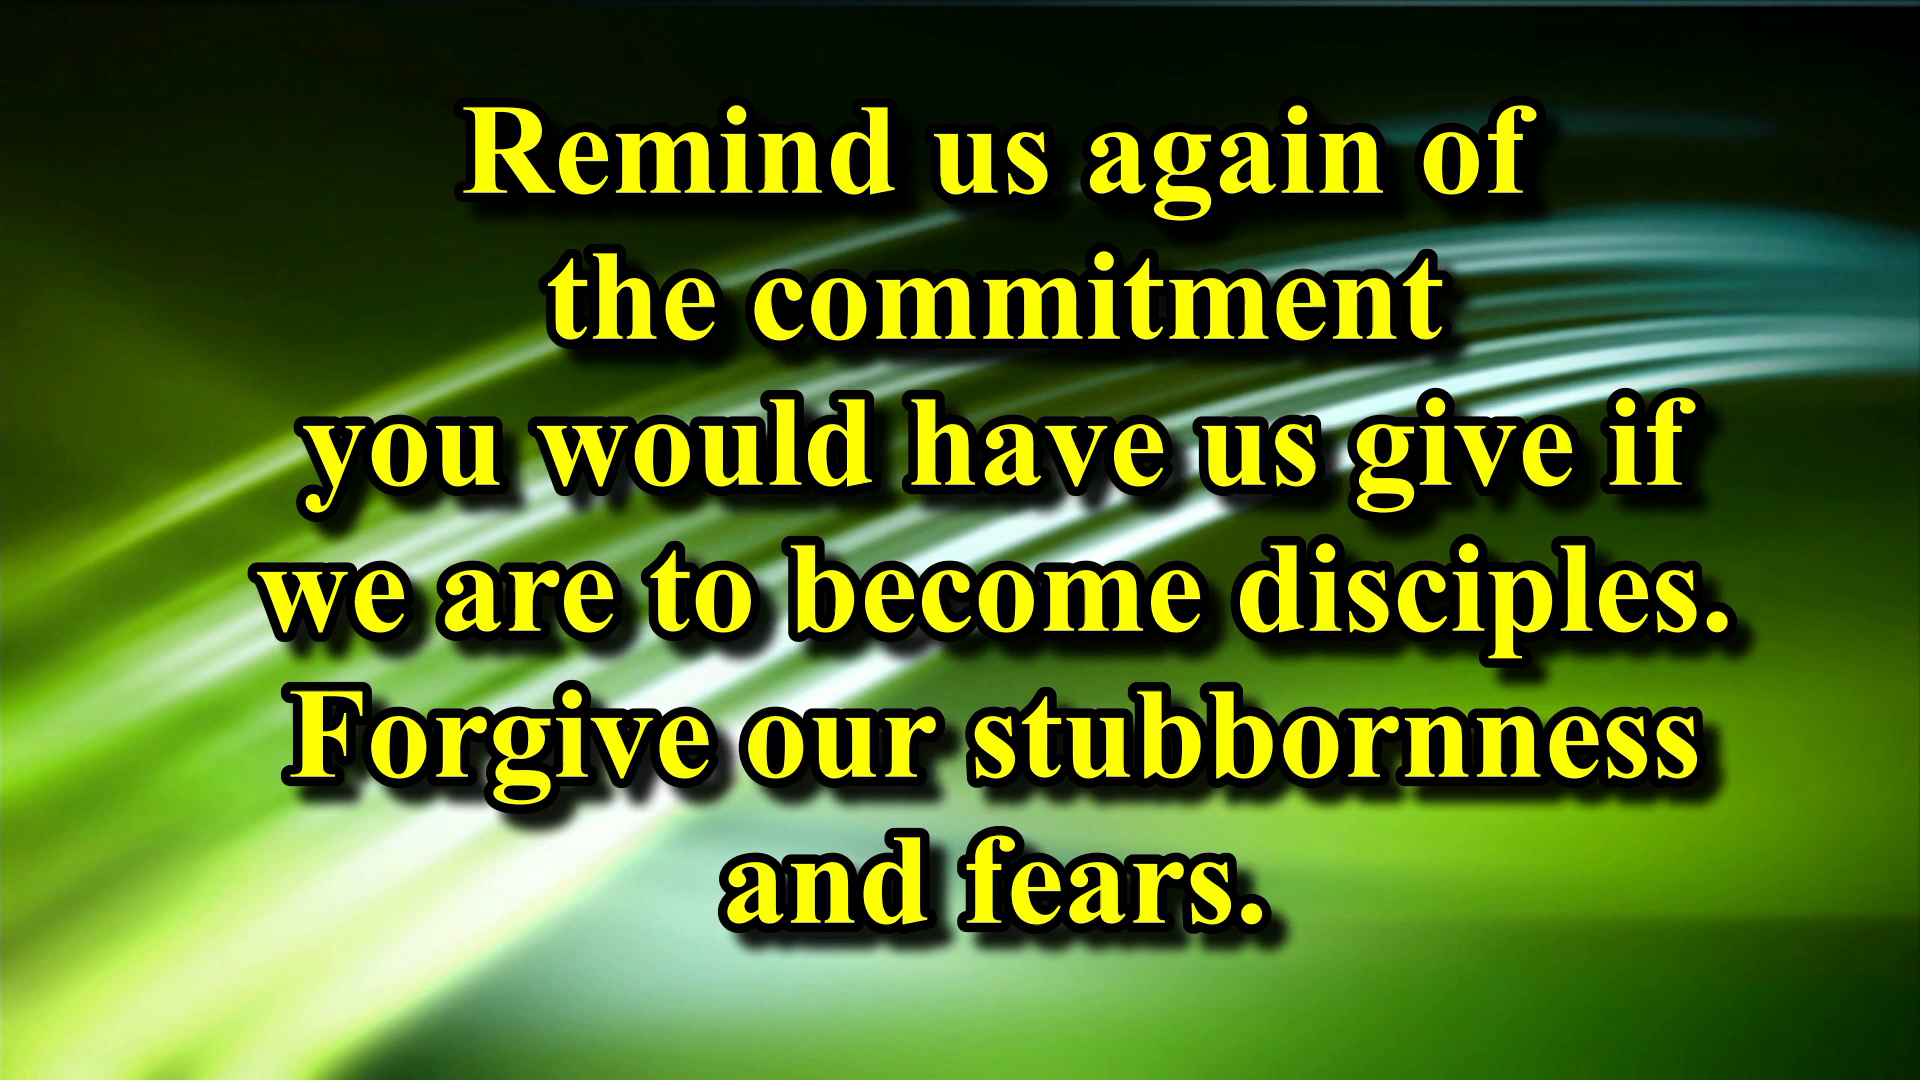 Remind us again of
the commitment
you would have us give if
we are to become disciples.
Forgive our stubbornness
and fears.